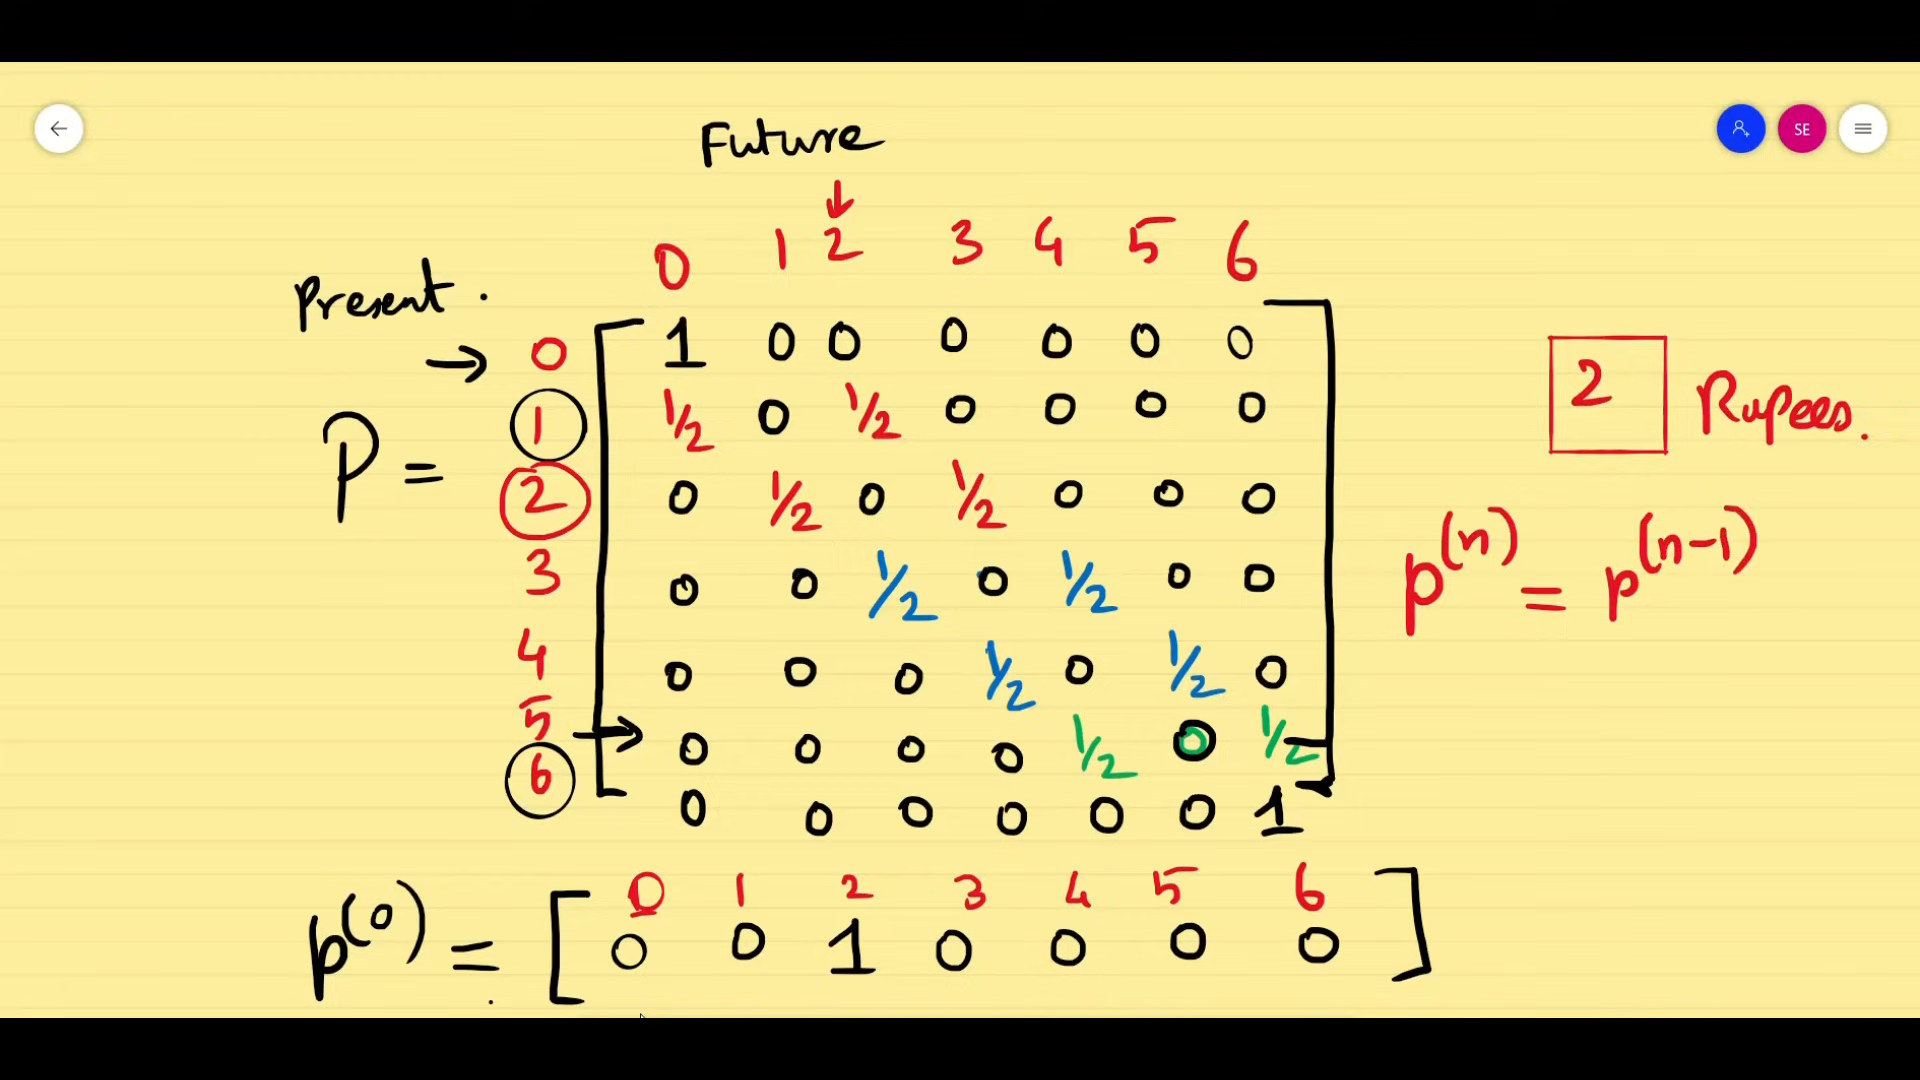 Future
↓
0 1 2 3 4 5 6
Present .
→ 0 1 0 0 0 0 0 0
1 1/2 0 1/2 0 0 0 0
P = 2 0 1/2 0 1/2 0 0 0
3 0 0 1/2 0 1/2 0 0
4 0 0 0 1/2 0 1/2 0
5 → 0 0 0 0 1/2 0 1/2
6 0 0 0 0 0 0 1
2 Rupees.
p^(n) = p^(n-1)
0 1 2 3 4 5 6
p^(0) = [ 0 0 1 0 0 0 0 ]
SE